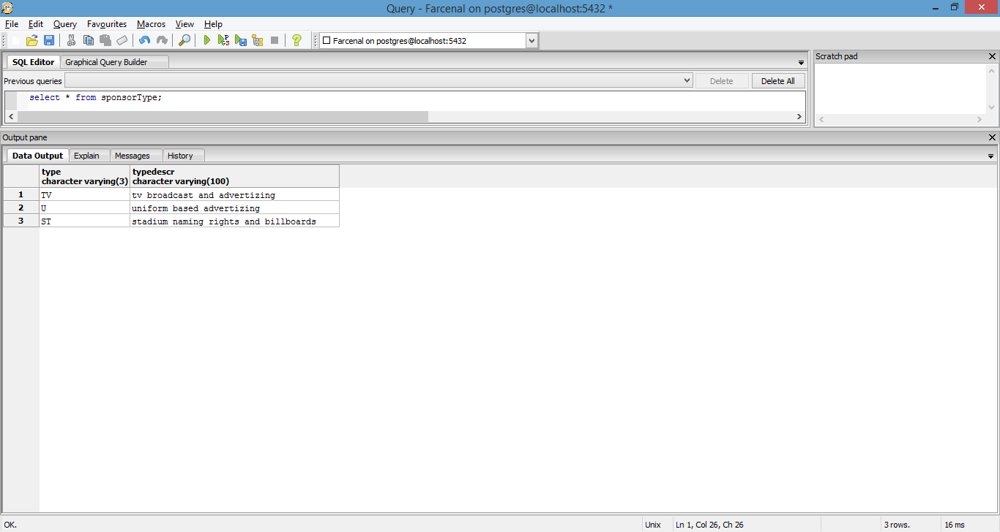 Query - Farcenal on postgres@localhost:5432 *
File Edit Query Favourites Macros View Help
Farcenal on postgres@localhost:5432
SQL Editor Graphical Query Builder
Scratch pad
Previous queries Delete Delete All
select * from sponsorType;
Output pane
Data Output Explain Messages History
type typedescr
character varying(3) character varying(100)
1 TV tv broadcast and advertizing
2 U uniform based advertizing
3 ST stadium naming rights and billboards
OK. Unix Ln 1, Col 26, Ch 26 3 rows. 16 ms